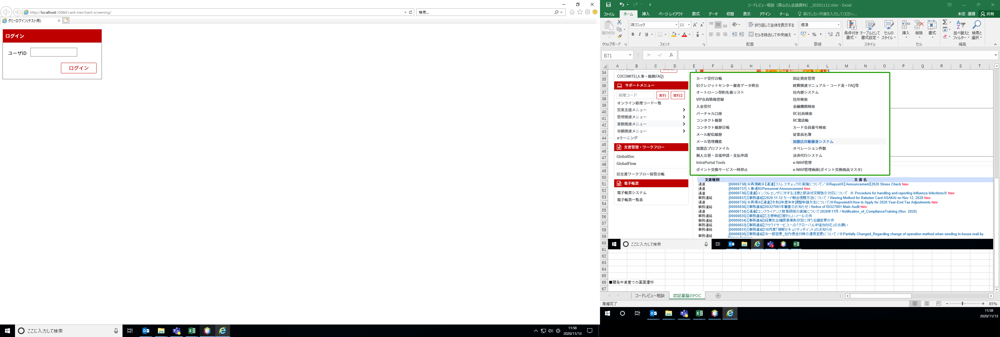 http://localhost:10080/card-merchant-screening/
検索...
ダミーログイン(テスト用)
ログイン
ユーザID
ログイン
ここに入力して検索
11:58
2020/11/13
コードレビュー相談（森山さん会議資料）_20201112.xlsx - Excel
ファイル ホーム 挿入 ページ レイアウト 数式 データ 校閲 表示 アドイン チーム 実行したい作業を入力してください... 本田 康博 共有
貼り付け
クリップボード
游ゴシック 11
B I U
フォント
折り返して全体を表示する
セルを結合して中央揃え
配置
標準
数値
条件付き書式
テーブルとして書式設定
セルのスタイル
スタイル
挿入 削除 書式
セル
並べ替えとフィルター
検索と選択
編集
B71
A B C D E F G H I J K L M N O P Q R S T
34
35
36
37
38
39
40
41
42
43
44
45
46
47
48
49
50
51
52
53
54
55
56
57
58
59
60
61
62
63
64
65
66
67
COCOMITE(人事・総務FAQ)
サポートメニュー
処理コード 実行 実行2
オンライン処理コード一覧
営業支援メニュー
管理関連メニュー
業務関連メニュー
実績関連メニュー
eラーニング
文書管理・ワークフロー
GlobalDoc
GlobalFlow
旧文書ワークフロー保管台帳
電子帳票
電子帳票システム
電子帳票一覧表
カード受付台帳
旧クレジットセンター審査データ照会
オートローン契約名義リスト
VIP会員情報登録
入金受付
バーチャル口座
コンタクト履歴
コンタクト履歴日報
メール配信履歴
メール管理機能
加盟店プロファイル
個人立替・出張申請・支払申請
IntraPortal Tools
ポイント交換サービス一時停止
固定資産管理
経費関連マニュアル・コード表・FAQ等
社内便システム
住所検索
金融機関検索
RC社員検索
RC電話帳
カード会員番号検索
従業員名簿
加盟店自動審査システム
オペレーション件数
決済代行システム
e-NAVI管理
e-NAVI管理画面(ポイント交換商品マスタ)
文書種別 文書名
通達 [00000738] ※再掲載※【通達】ストレスチェックの実施について／※Repost※【Announcement】2020 Stress Check New
通達 [00000737] 人事通知/Personnel Announcement New
通達 [00000736] 【通達】インフルエンザに対する注意と感染状況報告の対応について ※ Procedure for handling and reporting Influenza Infections※ New
事務連絡 [00000837] 【事務連絡】2020.11.12 カード朝会視聴方法について / Viewing Method for Rakuten Card ASAKAI on Nov 12, 2020 New
通達 [00000735] ※再掲※【通達】令和2年度年末調整申請方法について/※Reposted※How to Apply for 2020 Year-End Tax Adjustments New
事務連絡 [00000836] 【事務連絡】ISO27001本審査のお知らせ / Notice of ISO27001 Main Audit New
通達 [00000734] 【通達】コンプライアンス教育研修の実施について2020年11月 / Notification_of_ComplianceTraining (Nov. 2020)
事務連絡 [00000835] 【事務連絡】[注意喚起]疑わしいメールの件
事務連絡 [00000834] 【事務連絡】経費支出権限基準表改定に伴う合議変更の件
事務連絡 [00000833] 【事務連絡】クラウドサービスへの「グローバルIP追加対応」のお願い
事務連絡 [00000831] 【事務連絡】10月度「情報セキュリティポイント」のお知らせ
事務連絡 [00000830] 【事務連絡】※一部変更_社内便送付時の運用変更について / ※Partially Changed_Regarding change of operation method when sending in-house mail by
ここに入力して検索
■開発中資産での画面遷移
コードレビュー相談 認証基盤のPOC
準備完了
85%
11:58
2020/11/13